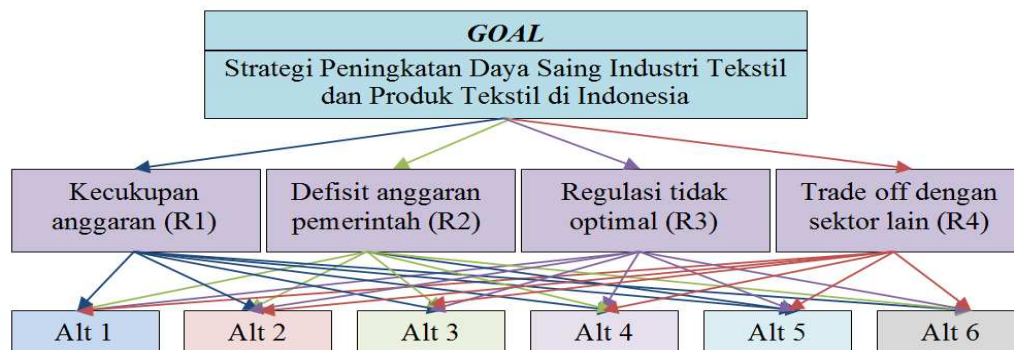 GOAL
Strategi Peningkatan Daya Saing Industri Tekstil
dan Produk Tekstil di Indonesia
Kecukupan
anggaran (R1)
Defisit anggaran
pemerintah (R2)
Regulasi tidak
optimal (R3)
Trade off dengan
sektor lain (R4)
Alt 1
Alt 2
Alt 3
Alt 4
Alt 5
Alt 6